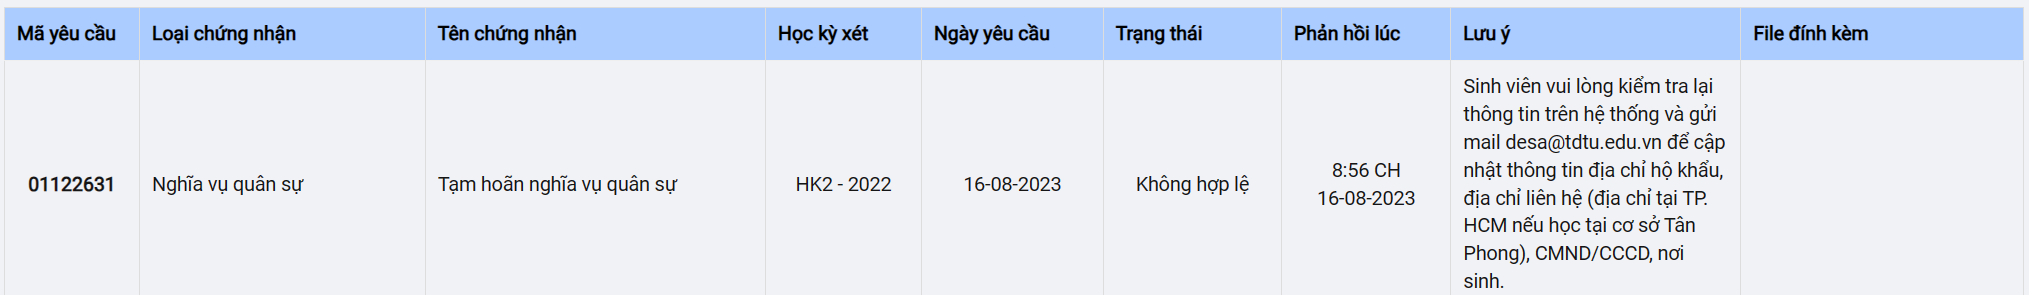 Mã yêu cầu Loại chứng nhận Tên chứng nhận Học kỳ xét Ngày yêu cầu Trạng thái Phản hồi lúc Lưu ý File đính kèm
01122631 Nghĩa vụ quân sự Tạm hoãn nghĩa vụ quân sự HK2 - 2022 16-08-2023 Không hợp lệ
8:56 CH
16-08-2023
Sinh viên vui lòng kiểm tra lại
thông tin trên hệ thống và gửi
mail desa@tdtu.edu.vn để cập
nhật thông tin địa chỉ hộ khẩu,
địa chỉ liên hệ (địa chỉ tại TP.
HCM nếu học tại cơ sở Tân
Phong), CMND/CCCD, nơi
sinh.